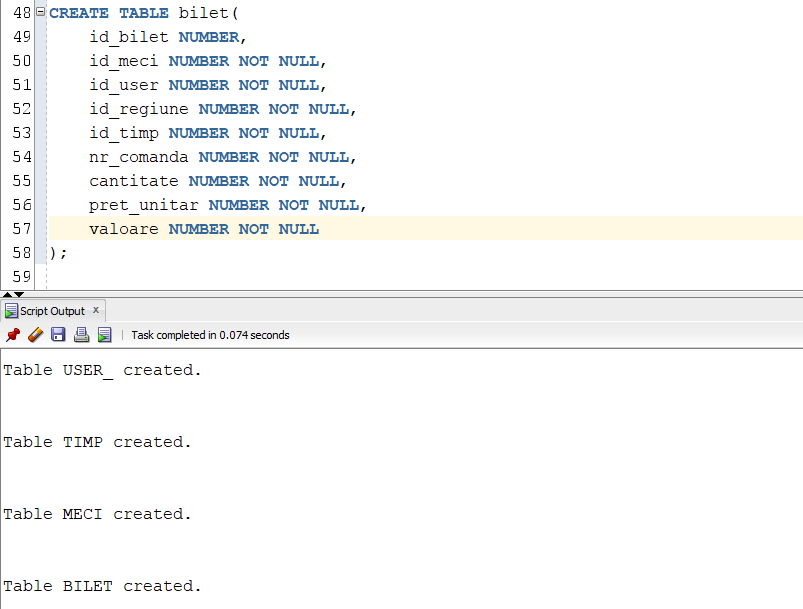 48 CREATE TABLE bilet(
49 id_bilet NUMBER,
50 id_meci NUMBER NOT NULL,
51 id_user NUMBER NOT NULL,
52 id_regiune NUMBER NOT NULL,
53 id_timp NUMBER NOT NULL,
54 nr_comanda NUMBER NOT NULL,
55 cantitate NUMBER NOT NULL,
56 pret_unitar NUMBER NOT NULL,
57 valoare NUMBER NOT NULL
58 );
59
Script Output x
Task completed in 0.074 seconds
Table USER_ created.
Table TIMP created.
Table MECI created.
Table BILET created.